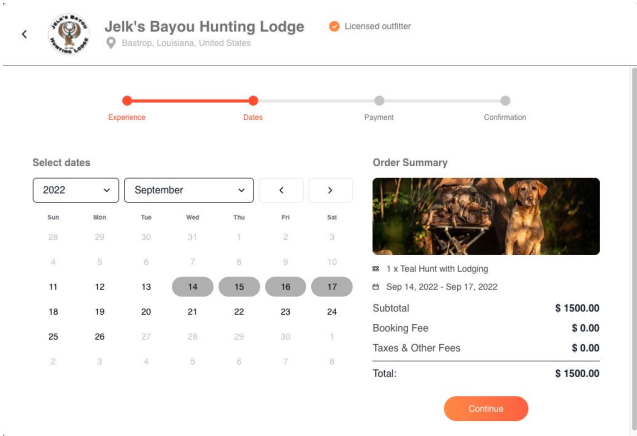 JELK'S BAYOU
HUNTING LODGE
Jelk's Bayou Hunting Lodge
Licensed outfitter
Bastrop, Louisiana, United States
Experience
Dates
Payment
Confirmation
Select dates
2022
September
Sun Mon Tue Wed Thu Fri Sat
28 29 30 31 1 2 3
4 5 6 7 8 9 10
11 12 13 14 15 16 17
18 19 20 21 22 23 24
25 26 27 28 29 30 1
2 3 4 5 6 7 8
Order Summary
1 x Teal Hunt with Lodging
Sep 14, 2022 - Sep 17, 2022
Subtotal $ 1500.00
Booking Fee $ 0.00
Taxes & Other Fees $ 0.00
Total: $ 1500.00
Continue